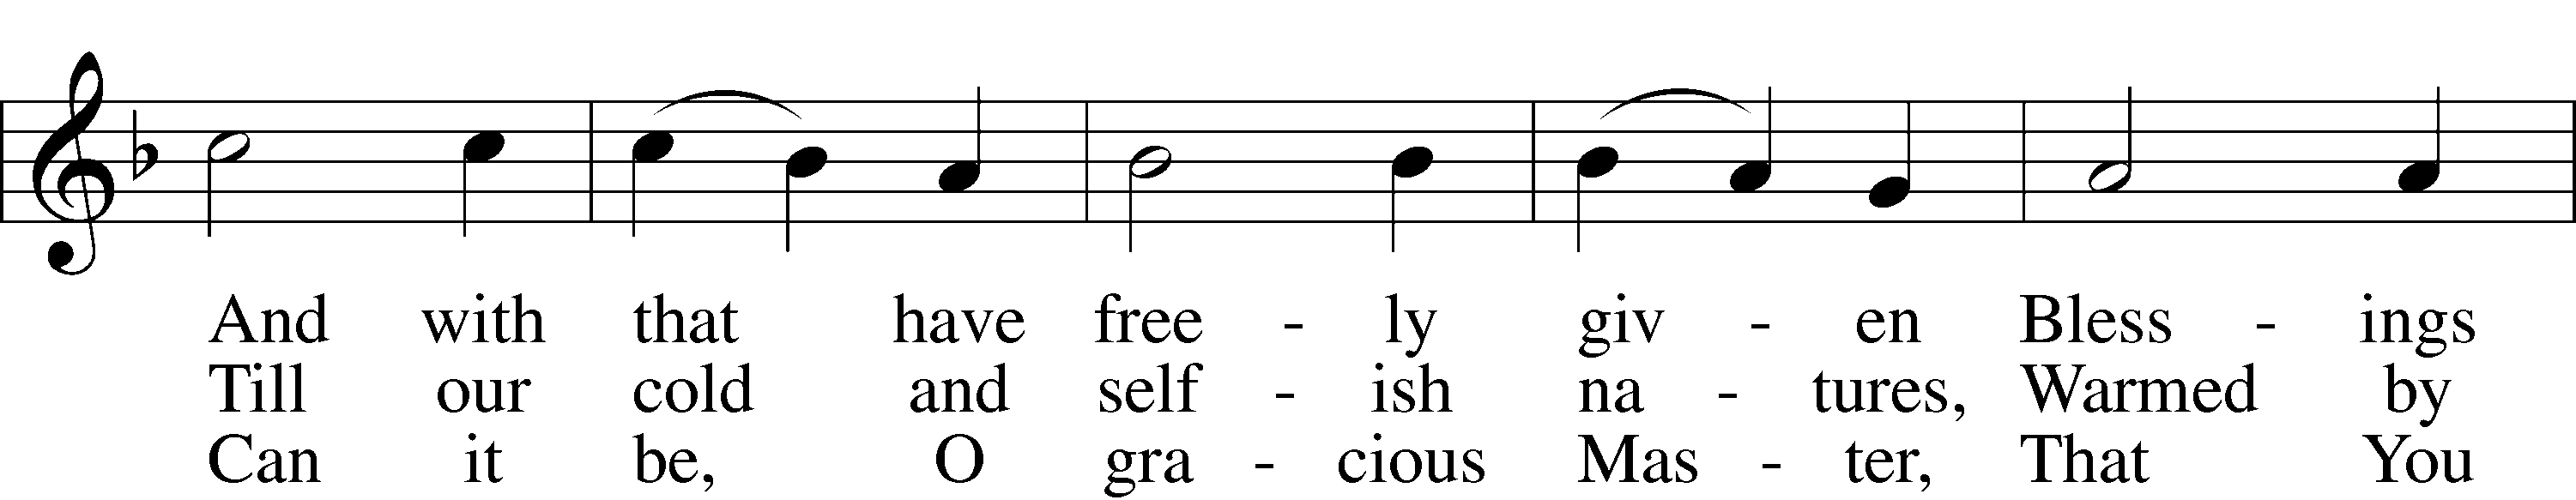 And with that have free - ly giv - en Bless - ings
Till our cold and self - ish na - tures, Warmed by
Can it be, O gra - cious Mas - ter, That You